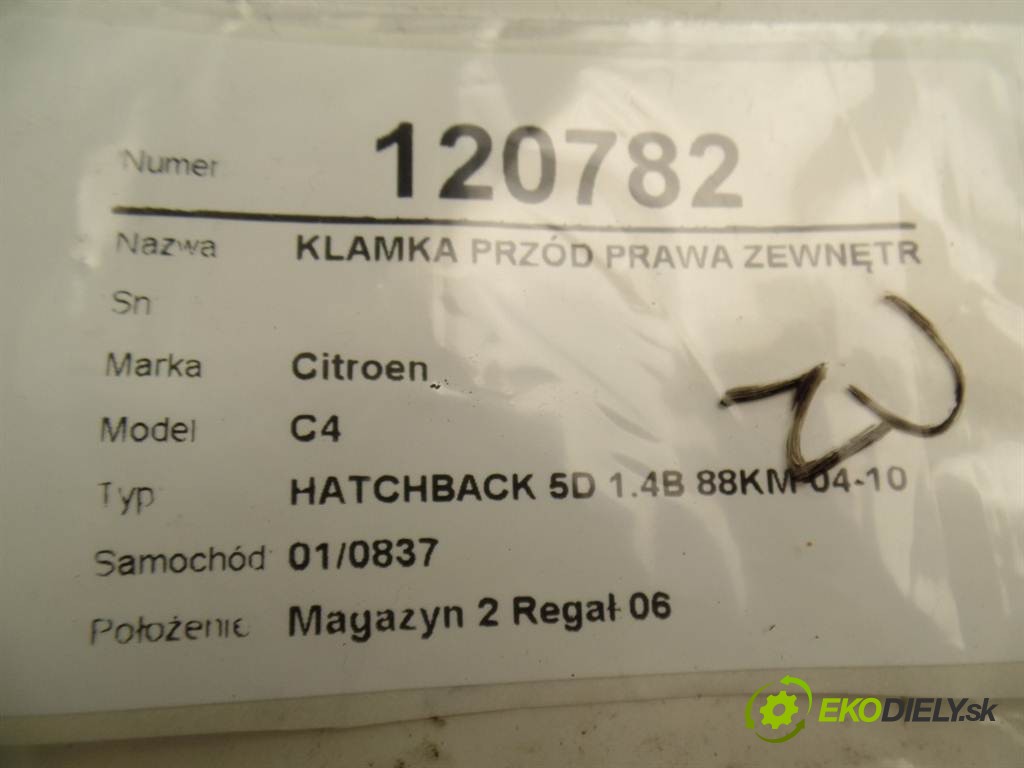 Numer 120782
Nazwa KLAMKA PRZÓD PRAWA ZEWNĘTR
Sn
Marka Citroen
Model C4
Typ HATCHBACK 5D 1.4B 88KM 04-10
Samochód 01/0837
Położenie Magazyn 2 Regał 06
EKODIELY.sk